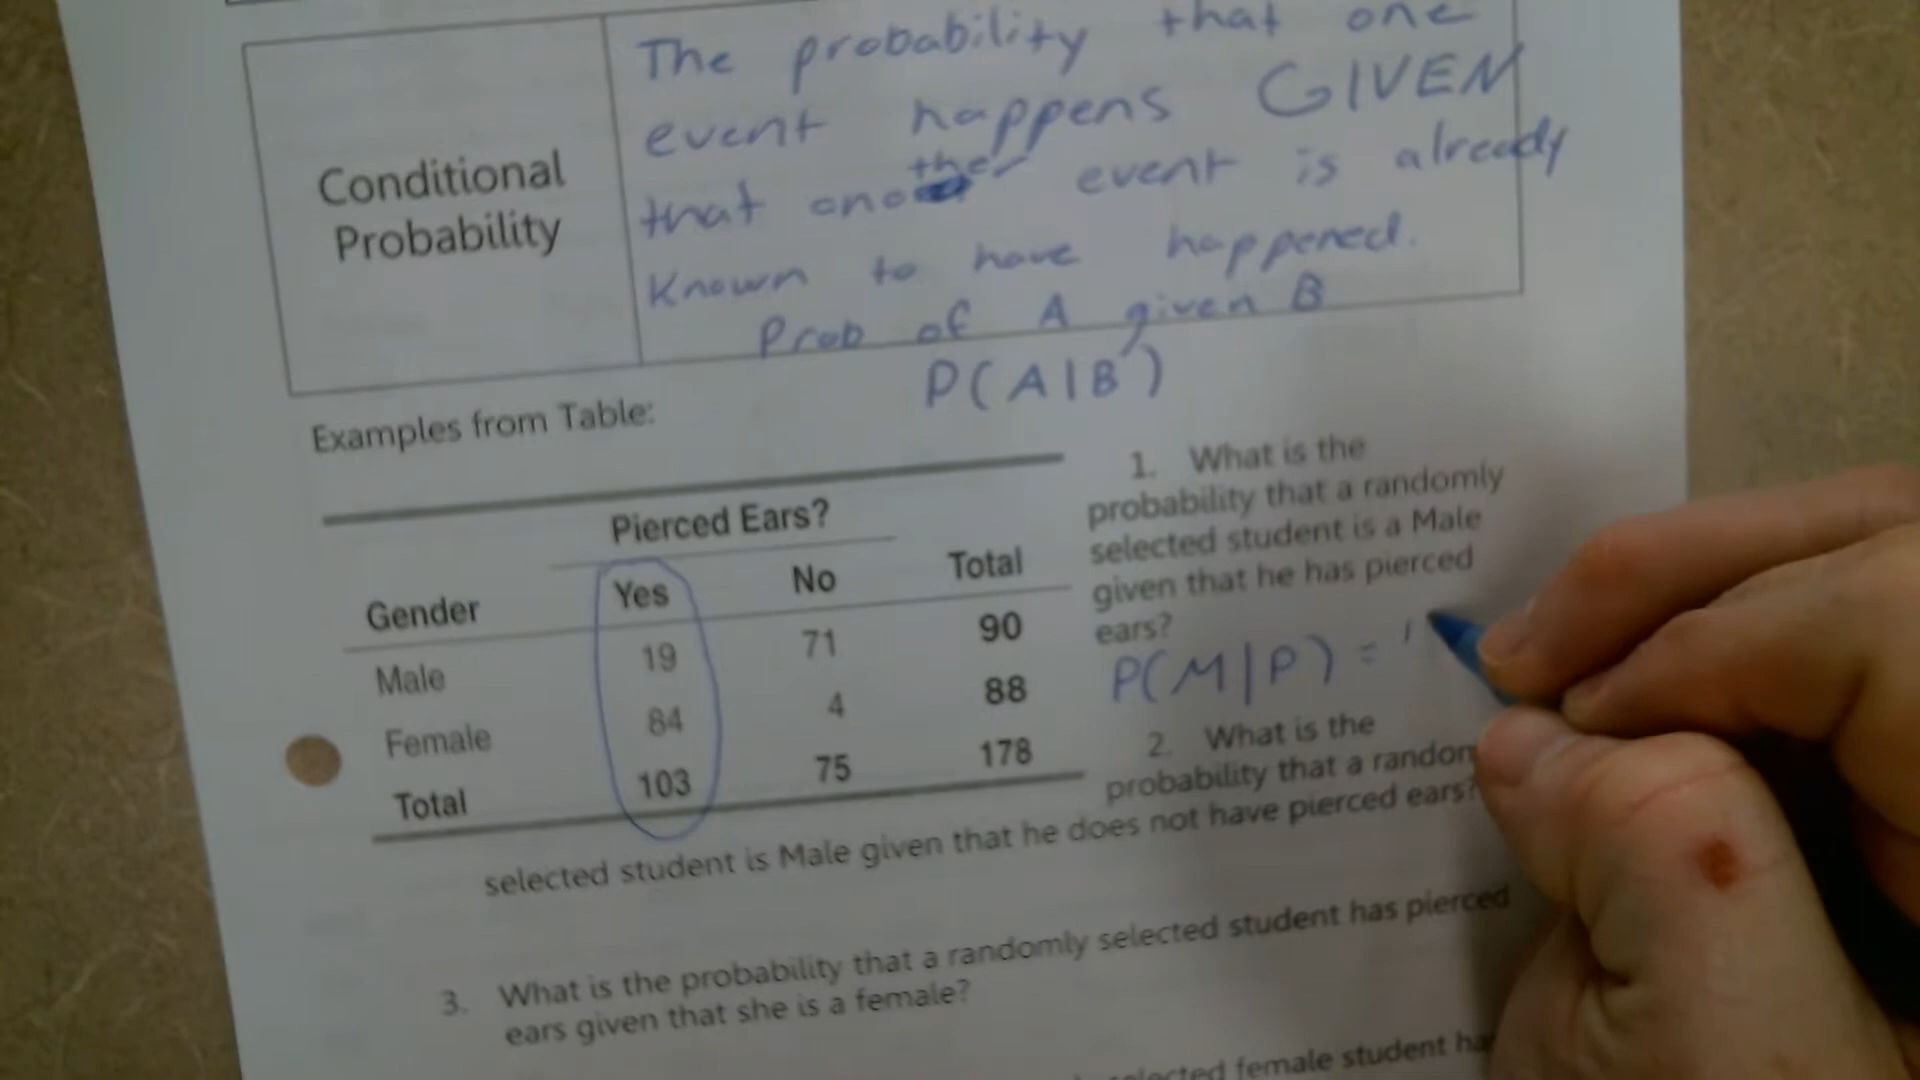 Conditional
Probability
The probability that one
event happens GIVEN
that another event is already
Known to have happened.
Prob of A given B
P(A|B)
Examples from Table:
Pierced Ears?
Gender Yes No Total
Male 19 71 90
Female 84 4 88
Total 103 75 178
1. What is the
probability that a randomly
selected student is a Male
given that he has pierced
ears?
P(M|P) = 1
2. What is the
probability that a random
selected student is Male given that he does not have pierced ears?
3. What is the probability that a randomly selected student has pierced
ears given that she is a female?
female student